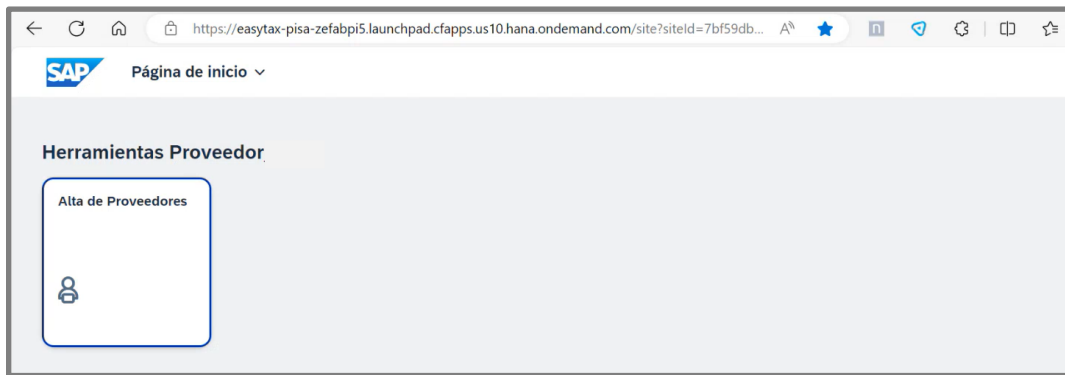 https://easytax-pisa-zefabpi5.launchpad.cfapps.us10.hana.ondemand.com/site?siteId=7bf59db... A
n
SAP Página de inicio
Herramientas Proveedor
Alta de Proveedores